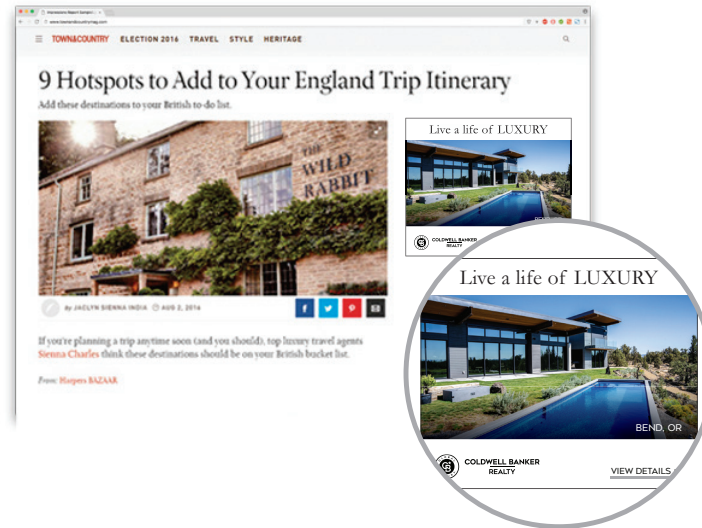 www.townandcountrymag.com
TOWN&COUNTRY ELECTION 2016 TRAVEL STYLE HERITAGE
9 Hotspots to Add to Your England Trip Itinerary
Add these destinations to your British to-do list.
THE
WILD
RABBIT
by JACLYN SIENNA INDIA AUG 2, 2016
If you're planning a trip anytime soon (and you should), top luxury travel agents
Sienna Charles think these destinations should be on your British bucket list.
From: Harpers BAZAAR
Live a life of LUXURY
COLDWELL BANKER
REALTY
Live a life of LUXURY
BEND, OR
COLDWELL BANKER
REALTY
VIEW DETAILS